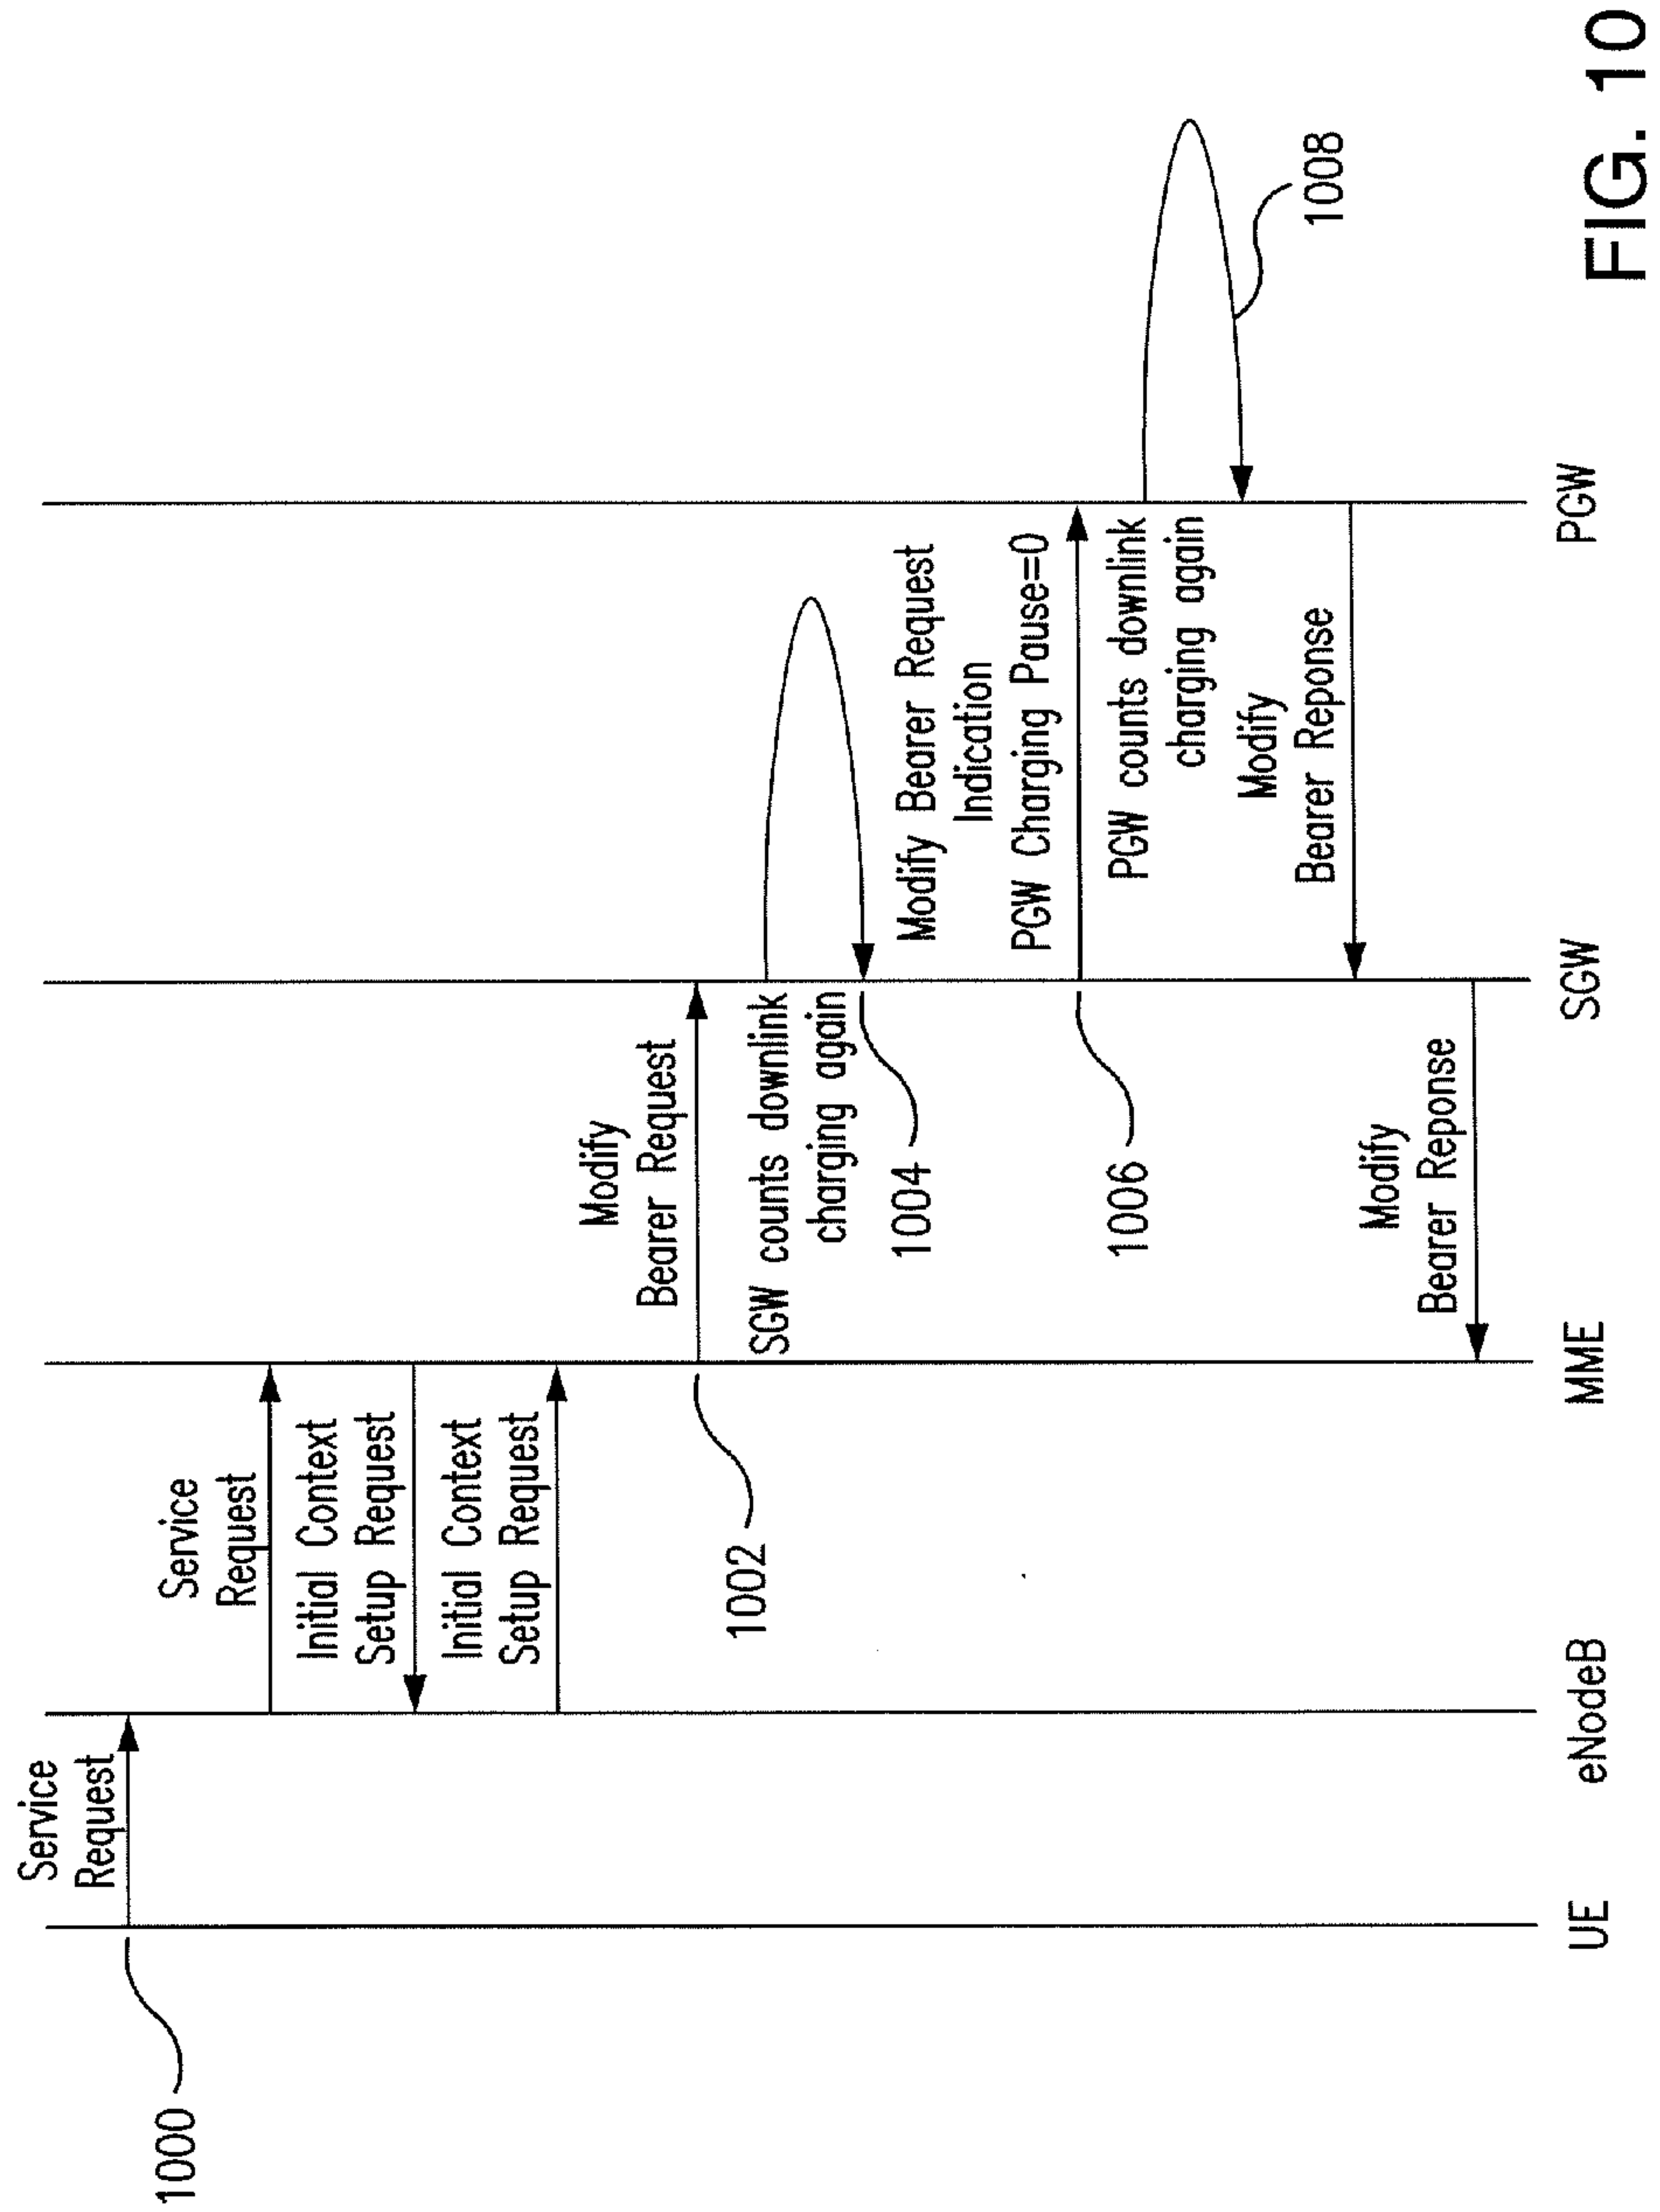 1000
Service
Request
Service
Request
Initial Context
Setup Request
Initial Context
Setup Request
1002
Modify
Bearer Request
SGW counts downlink
charging again
1004
Modify Bearer Request
Indication
PGW Charging Pause=0
1006
PGW counts downlink
charging again
1008
Modify
Bearer Reponse
Modify
Bearer Reponse
UE
eNodeB
MME
SGW
PGW
FIG. 10